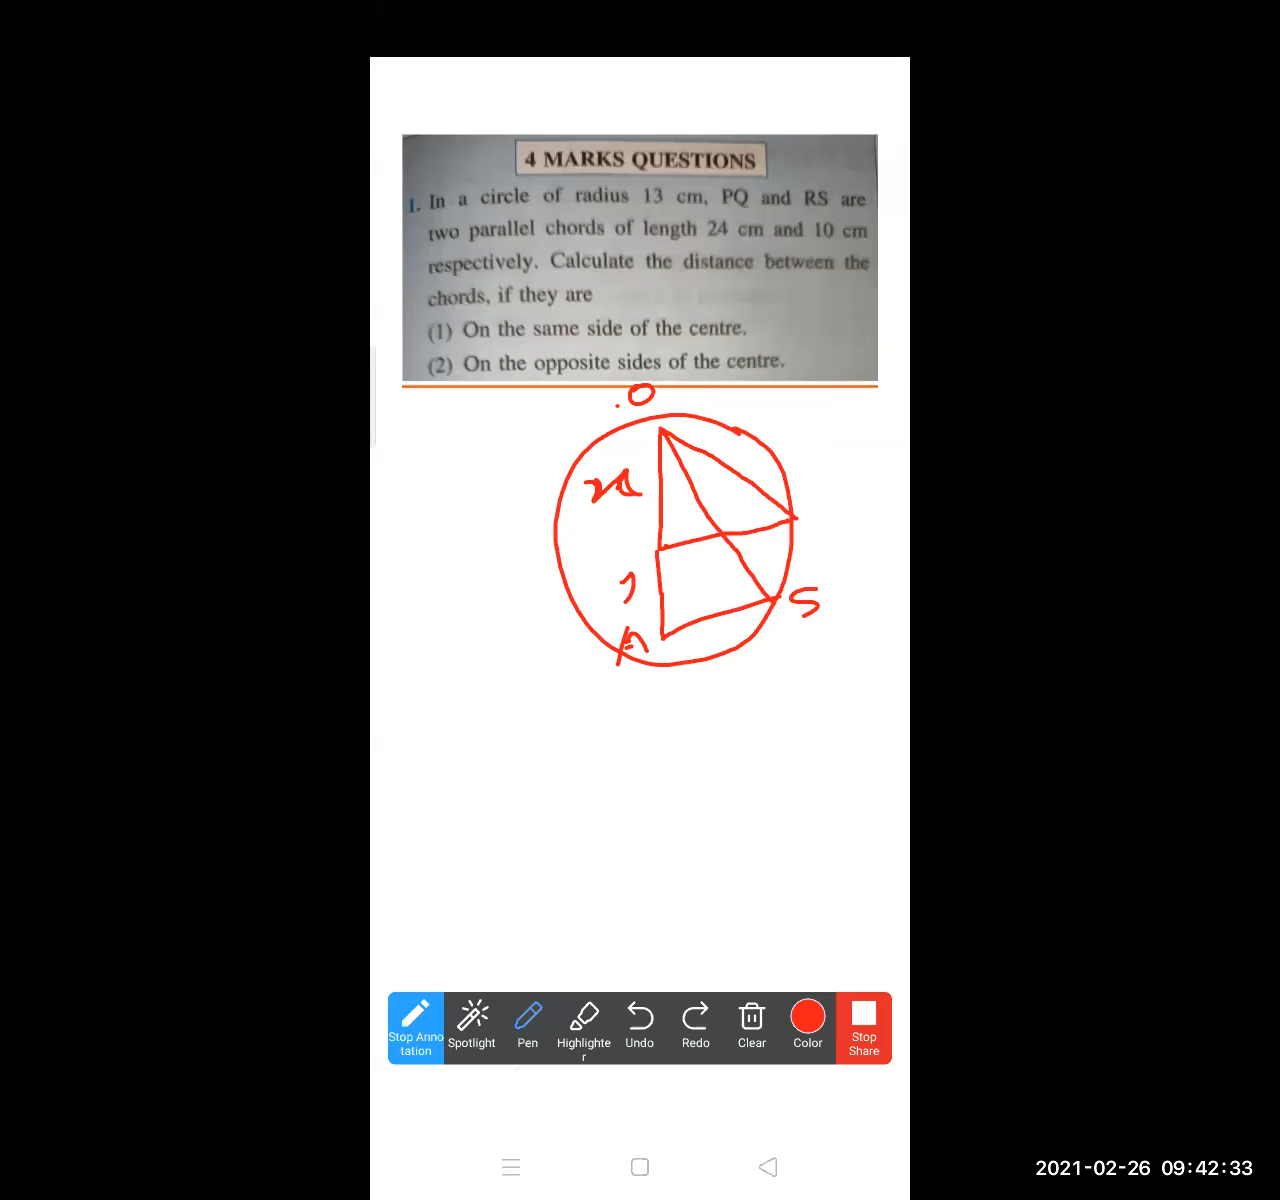 4 MARKS QUESTIONS
1. In a circle of radius 13 cm, PQ and RS are
two parallel chords of length 24 cm and 10 cm
respectively. Calculate the distance between the
chords, if they are
(1) On the same side of the centre.
(2) On the opposite sides of the centre.
.O
S
Stop Anno
tation
Spotlight
Pen
Highlighte
r
Undo
Redo
Clear
Color
Stop
Share
2021-02-26 09:42:33